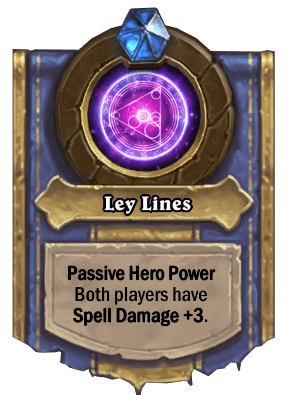 Ley Lines
Passive Hero Power
Both players have
Spell Damage +3.